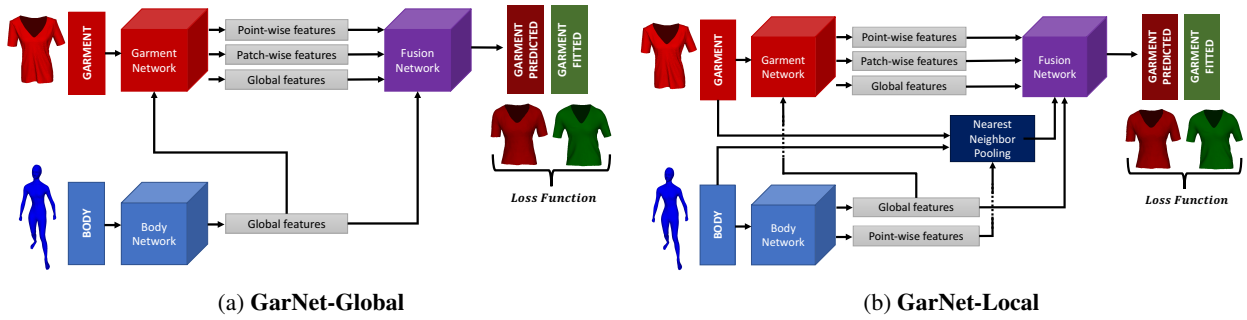 GARMENT
Garment
Network
Point-wise features
Patch-wise features
Global features
Fusion
Network
GARMENT
PREDICTED
GARMENT
FITTED
Loss Function
BODY
Body
Network
Global features
(a) GarNet-Global
GARMENT
Garment
Network
Point-wise features
Patch-wise features
Global features
Fusion
Network
GARMENT
PREDICTED
GARMENT
FITTED
Nearest
Neighbor
Pooling
Loss Function
BODY
Body
Network
Global features
Point-wise features
(b) GarNet-Local